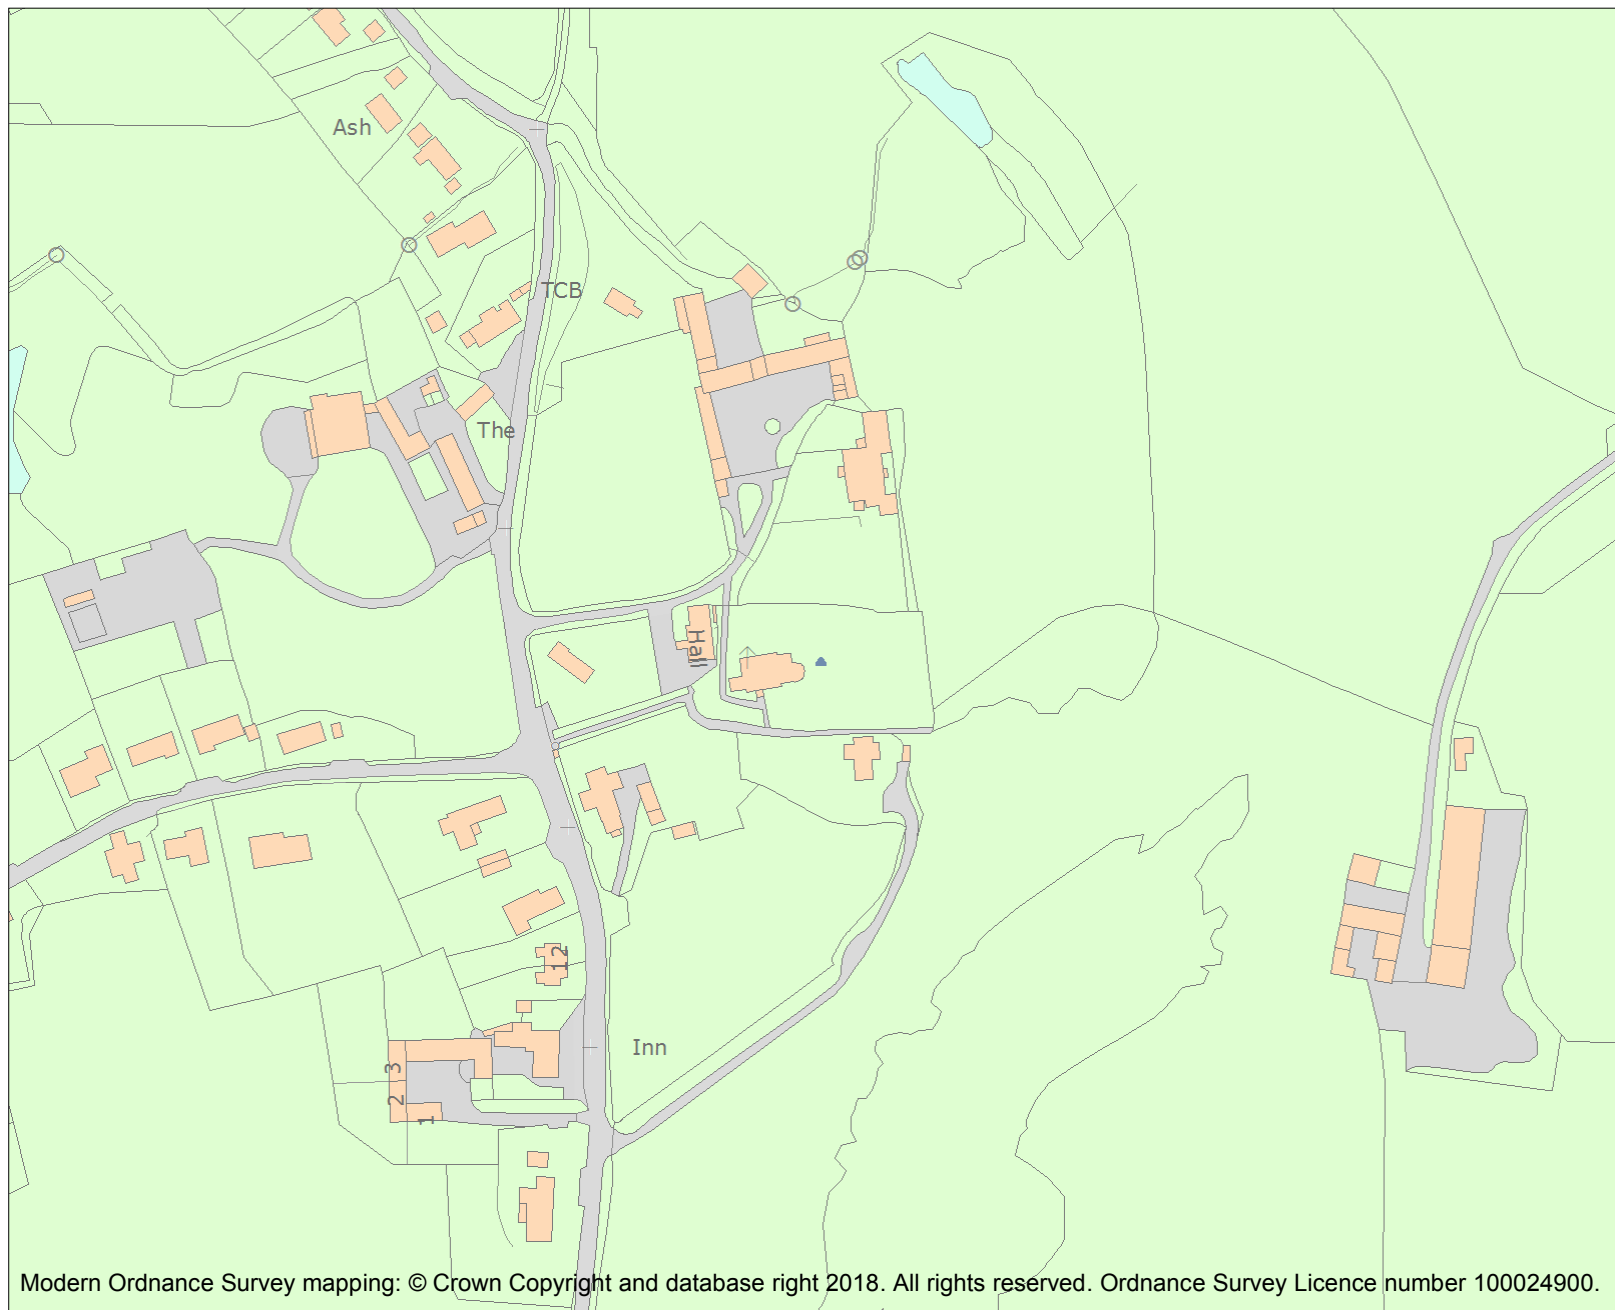 Ash
TCB
The
Hall
12
Inn
3
2
1
Modern Ordnance Survey mapping: © Crown Copyright and database right 2018. All rights reserved. Ordnance Survey Licence number 100024900.